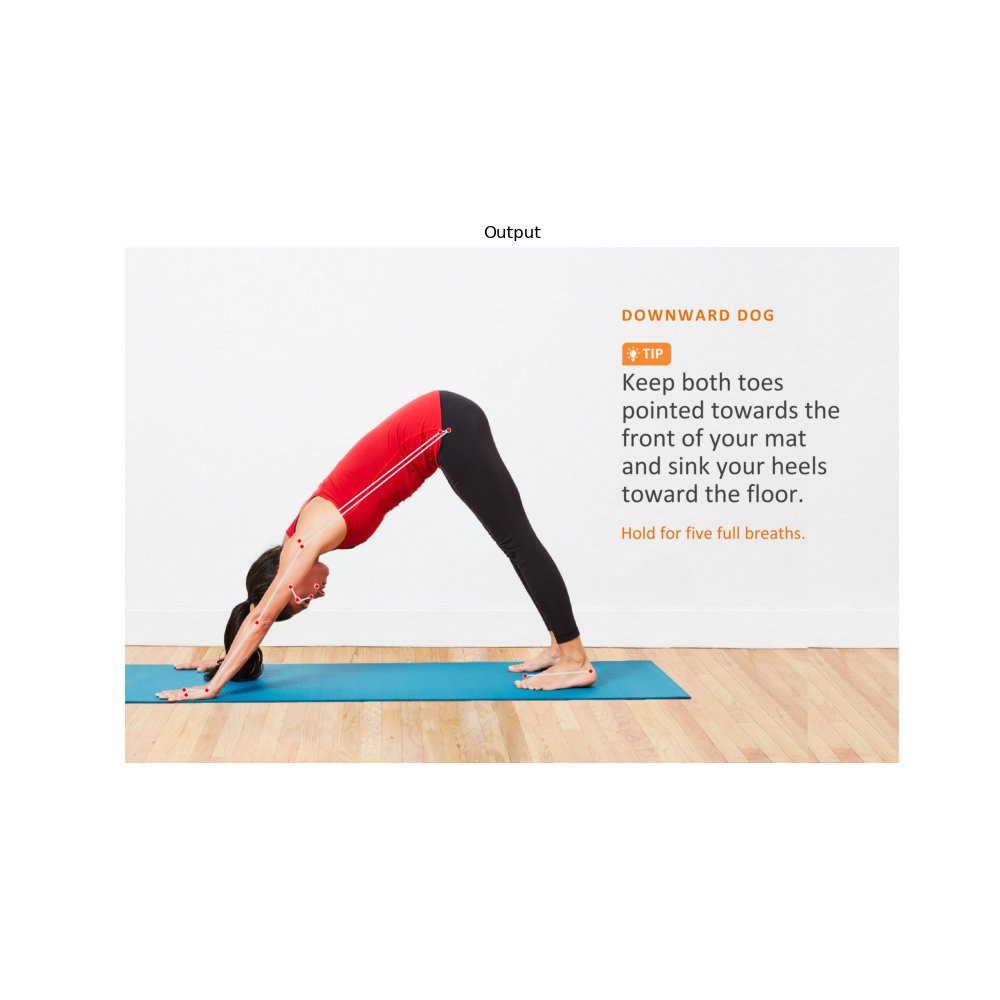 Output
DOWNWARD DOG
TIP
Keep both toes
pointed towards the
front of your mat
and sink your heels
toward the floor.
Hold for five full breaths.